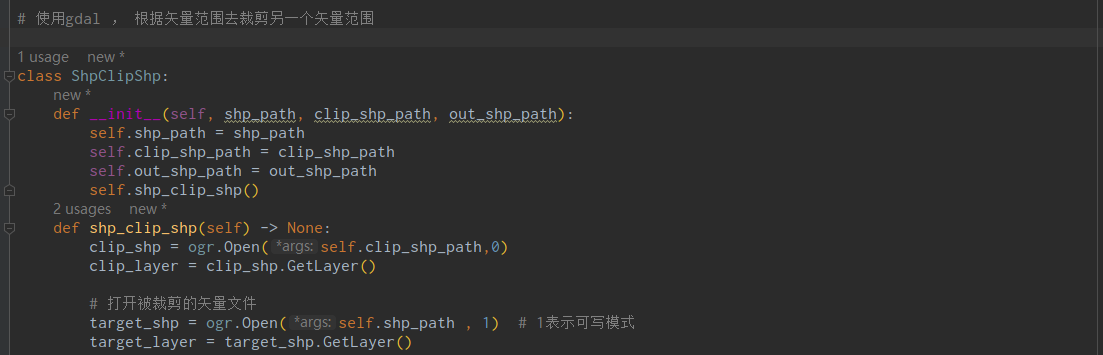 # 使用gdal ， 根据矢量范围去裁剪另一个矢量范围
1 usage new *
class ShpClipShp:
new *
def __init__(self, shp_path, clip_shp_path, out_shp_path):
self.shp_path = shp_path
self.clip_shp_path = clip_shp_path
self.out_shp_path = out_shp_path
self.shp_clip_shp()
2 usages new *
def shp_clip_shp(self) -> None:
clip_shp = ogr.Open( *args: self.clip_shp_path,0)
clip_layer = clip_shp.GetLayer()
# 打开被裁剪的矢量文件
target_shp = ogr.Open( *args: self.shp_path , 1) # 1表示可写模式
target_layer = target_shp.GetLayer()